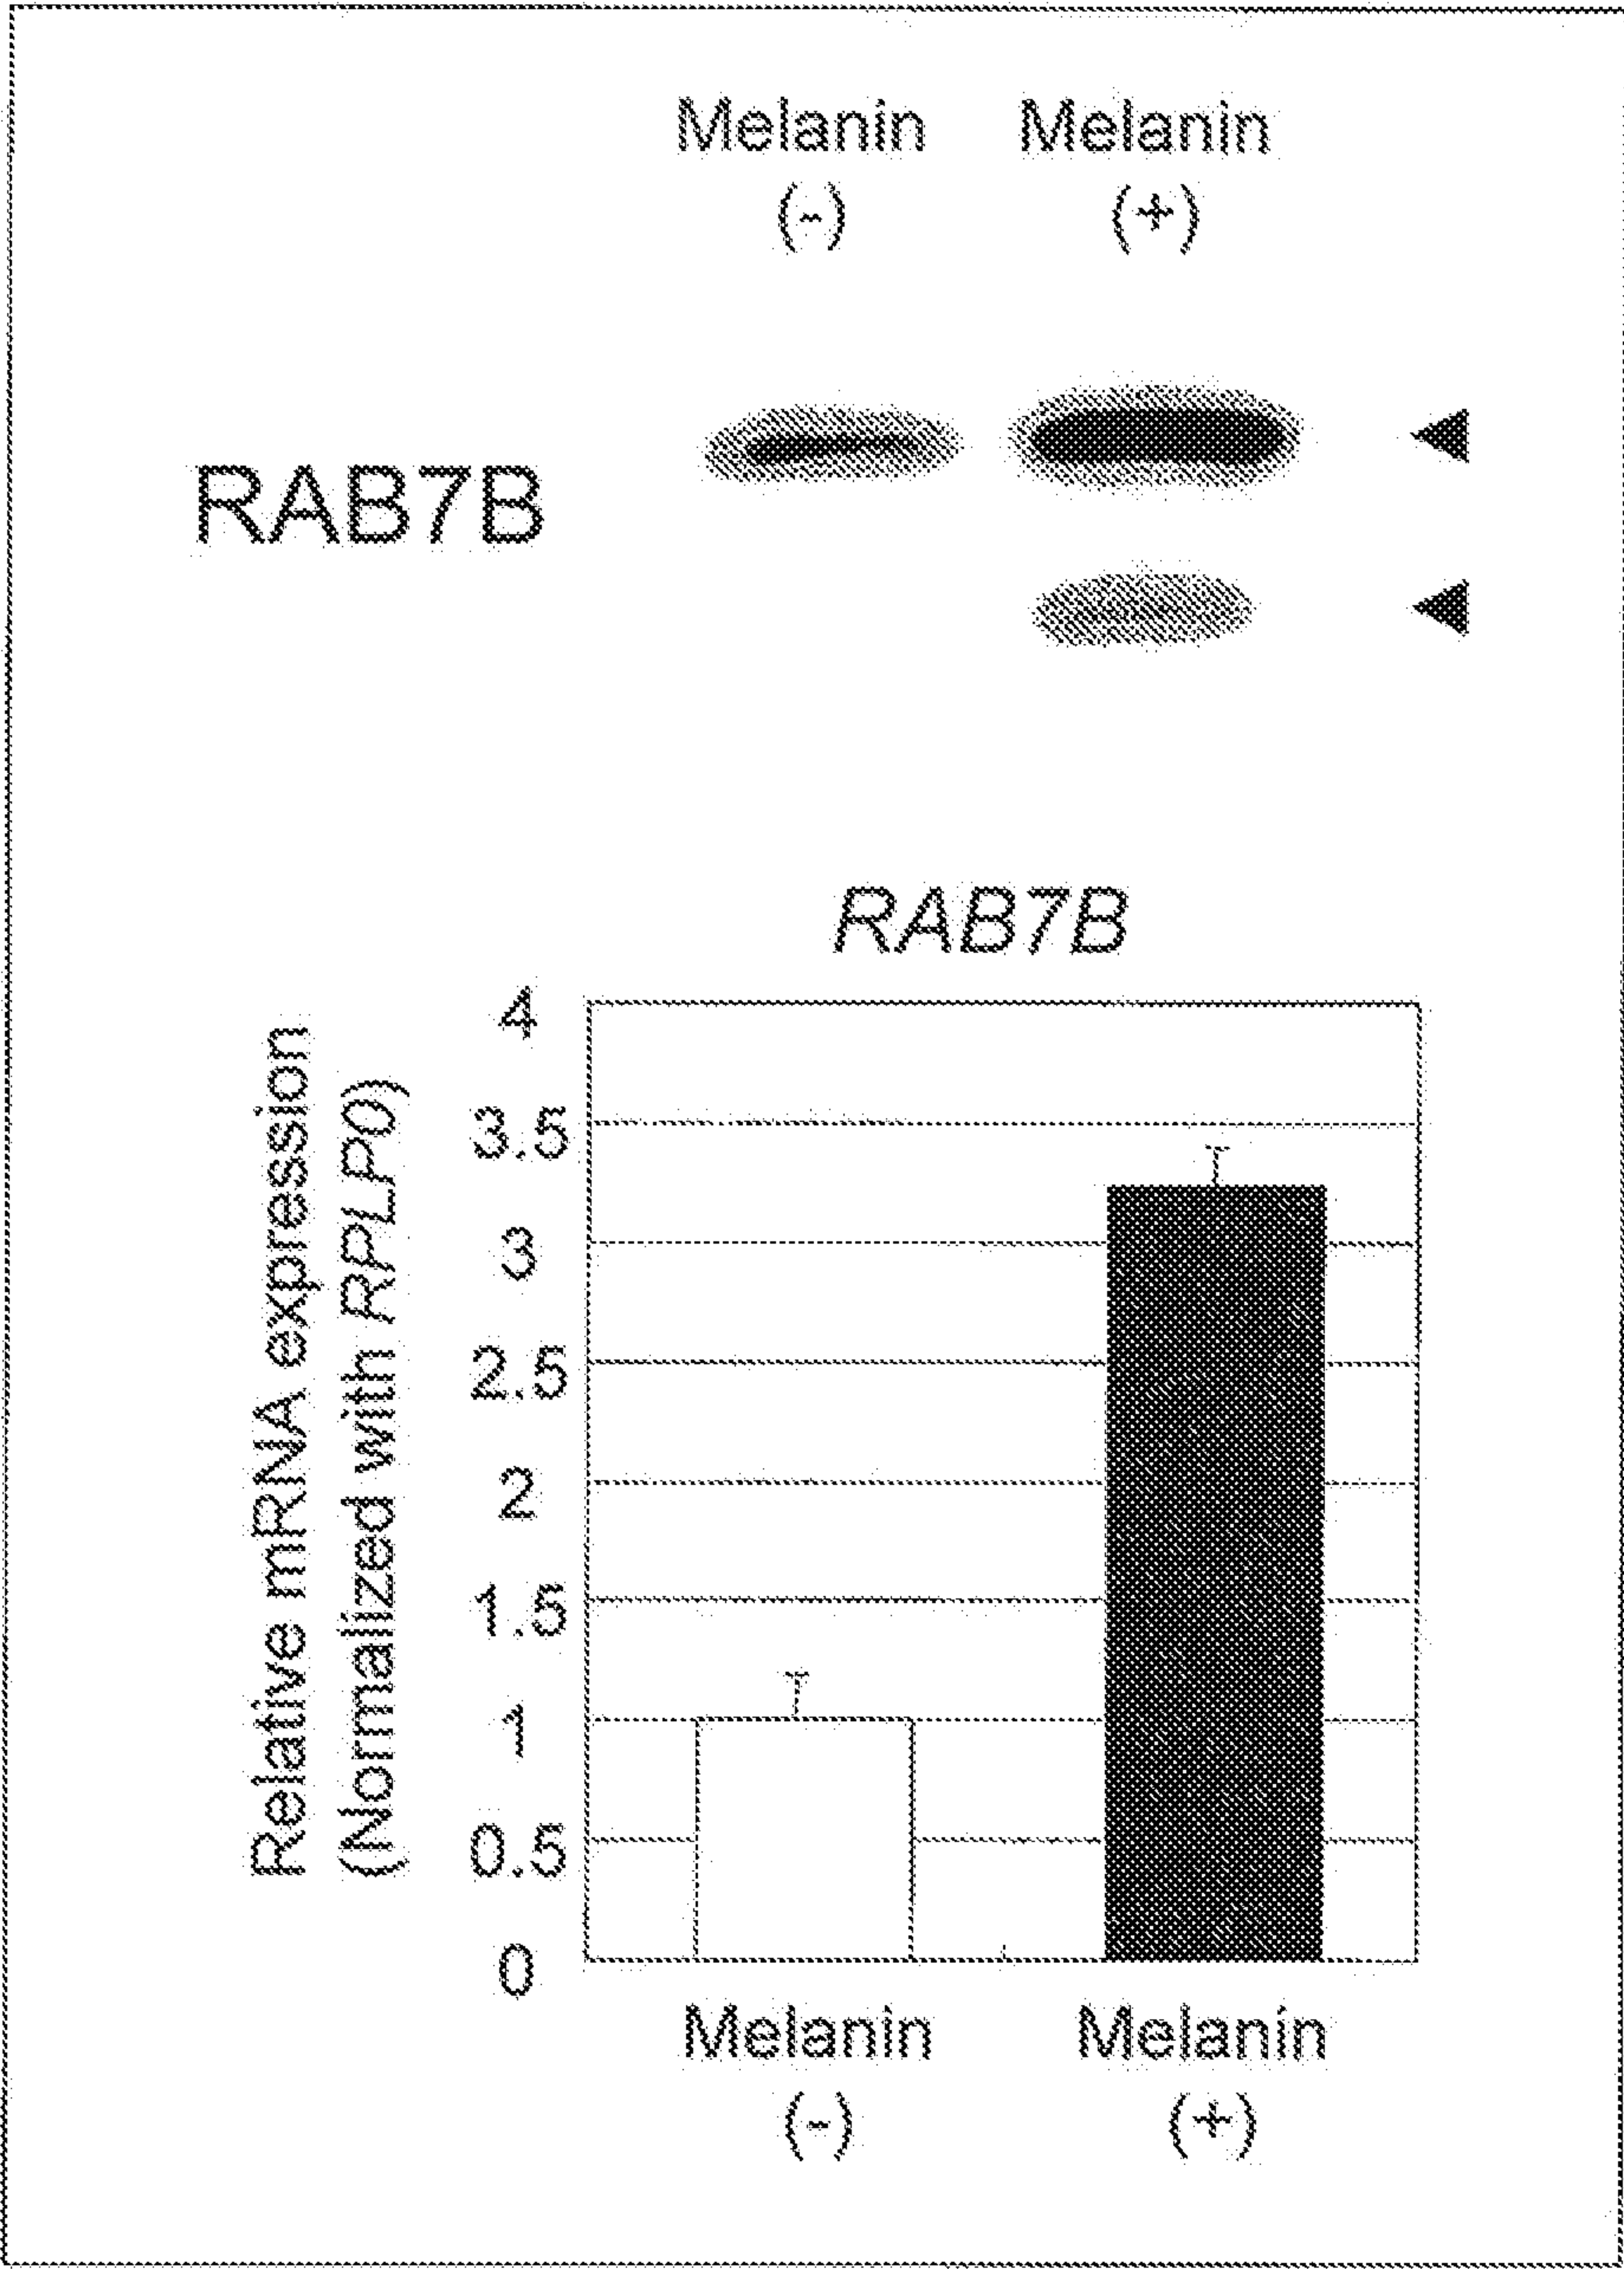 Melanin Melanin
(-) (+)
RAB7B
RAB7B
Relative mRNA expression
(Normalized with RPLP0)
4
3.5
3
2.5
2
1.5
1
0.5
0
Melanin Melanin
(-) (+)